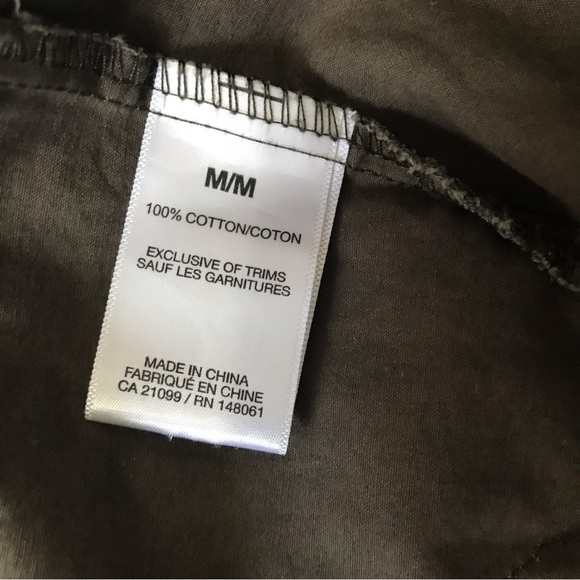 M/M
100% COTTON/COTON
EXCLUSIVE OF TRIMS
SAUF LES GARNITURES
MADE IN CHINA
FABRIQUÉ EN CHINE
CA 21099 / RN 148061